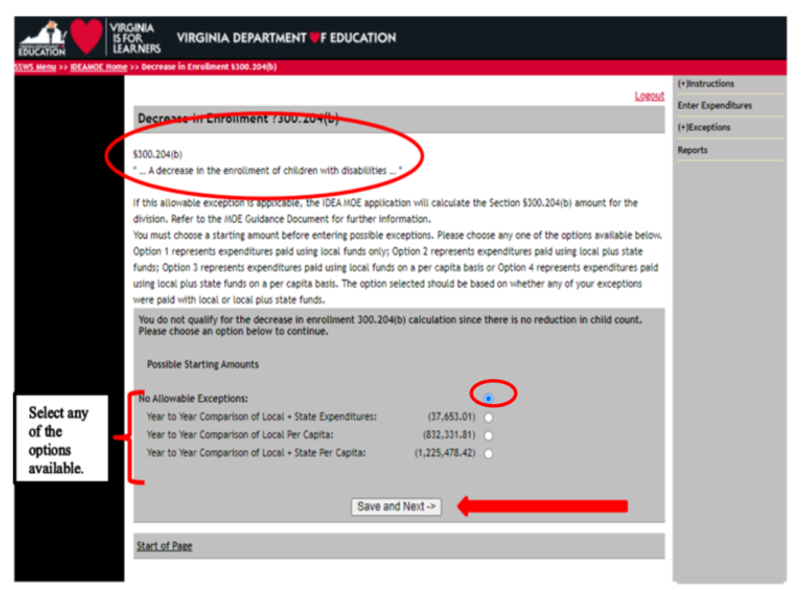 VIRGINIA
IS FOR
LEARNERS
VIRGINIA DEPARTMENT OF EDUCATION
EDUCATION
SSWS Menu >> IDEAMOE Home >> Decrease in Enrollment §300.204(b)
Logout
(+)Instructions
Enter Expenditures
(+)Exceptions
Reports
Decrease in Enrollment ?300.204(b)
§300.204(b)
" ... A decrease in the enrollment of children with disabilities ... "
If this allowable exception is applicable, the IDEA MOE application will calculate the Section §300.204(b) amount for the
division. Refer to the MOE Guidance Document for further information.
You must choose a starting amount before entering possible exceptions. Please choose any one of the options available below.
Option 1 represents expenditures paid using local funds only; Option 2 represents expenditures paid using local plus state
funds; Option 3 represents expenditures paid using local funds on a per capita basis or Option 4 represents expenditures paid
using local plus state funds on a per capita basis. The option selected should be based on whether any of your exceptions
were paid with local or local plus state funds.
You do not qualify for the decrease in enrollment 300.204(b) calculation since there is no reduction in child count.
Please choose an option below to continue.
Possible Starting Amounts
No Allowable Exceptions:
Year to Year Comparison of Local + State Expenditures: (37,653.01)
Year to Year Comparison of Local Per Capita: (832,331.81)
Year to Year Comparison of Local + State Per Capita: (1,225,478.42)
Select any
of the
options
available.
Save and Next ->
Start of Page